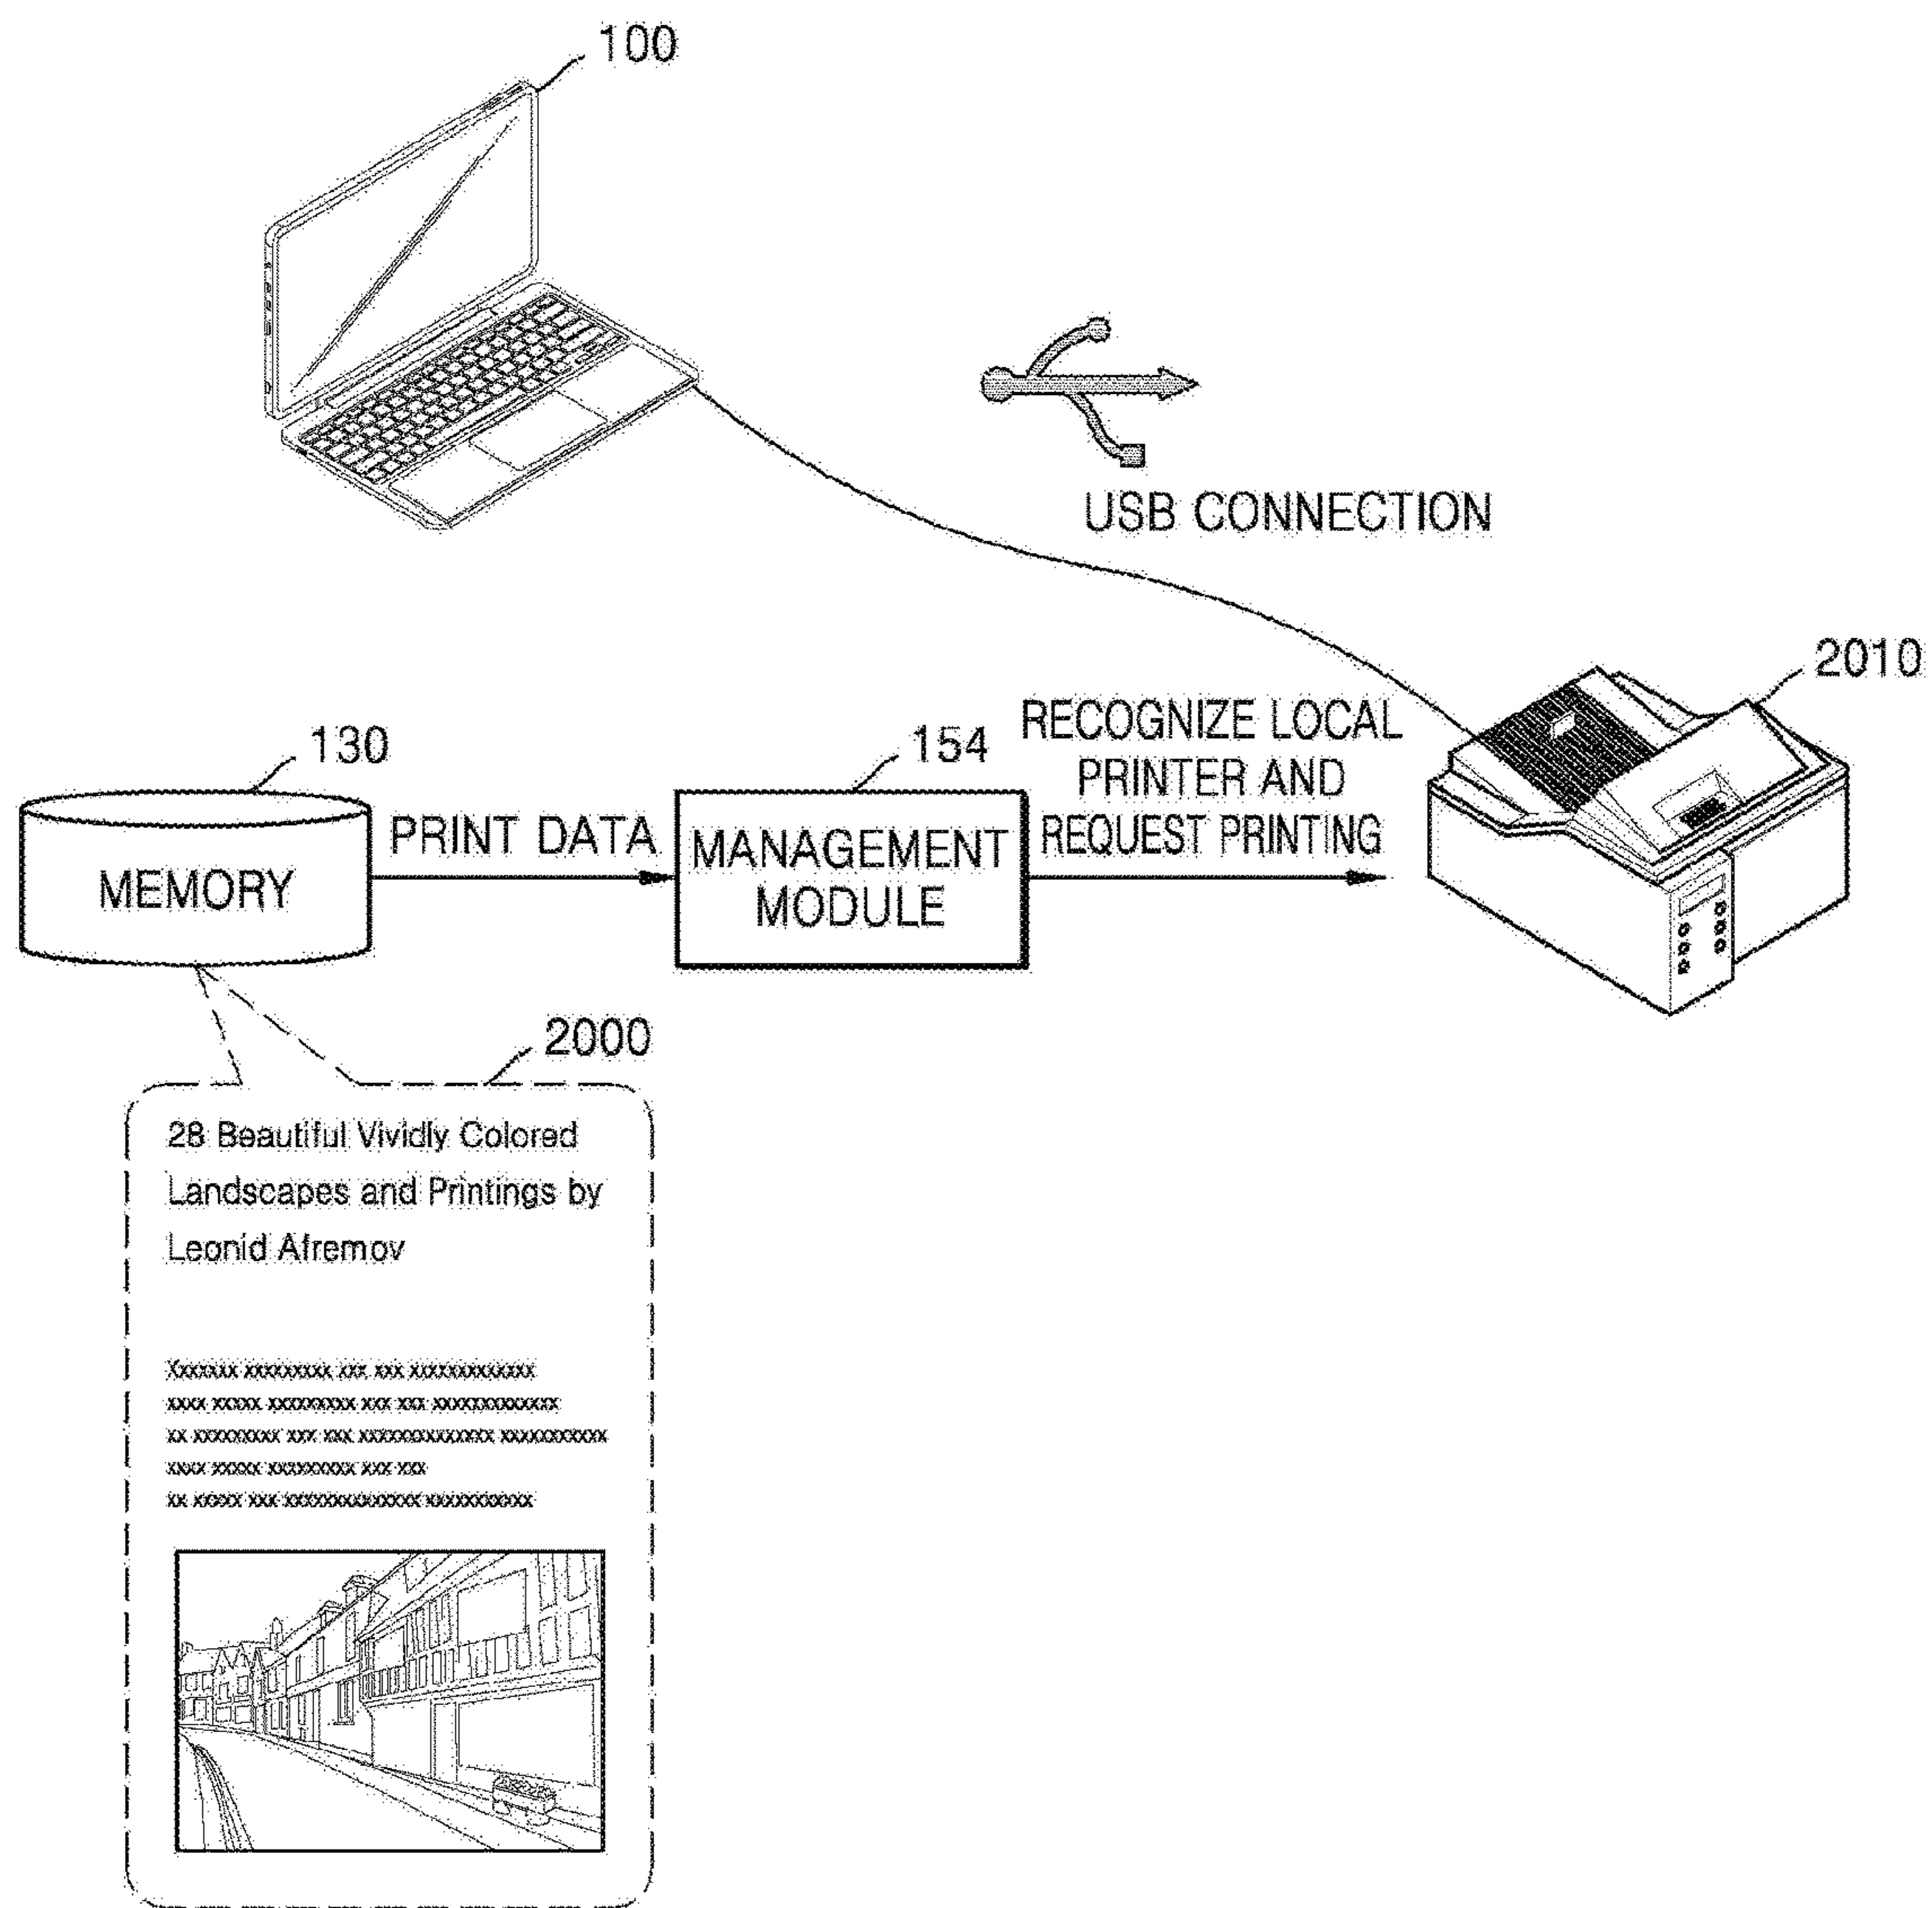 100
USB CONNECTION
2010
130
MEMORY
PRINT DATA
154
MANAGEMENT
MODULE
RECOGNIZE LOCAL
PRINTER AND
REQUEST PRINTING
2000
28 Beautiful Vividly Colored
Landscapes and Printings by
Leonid Afremov